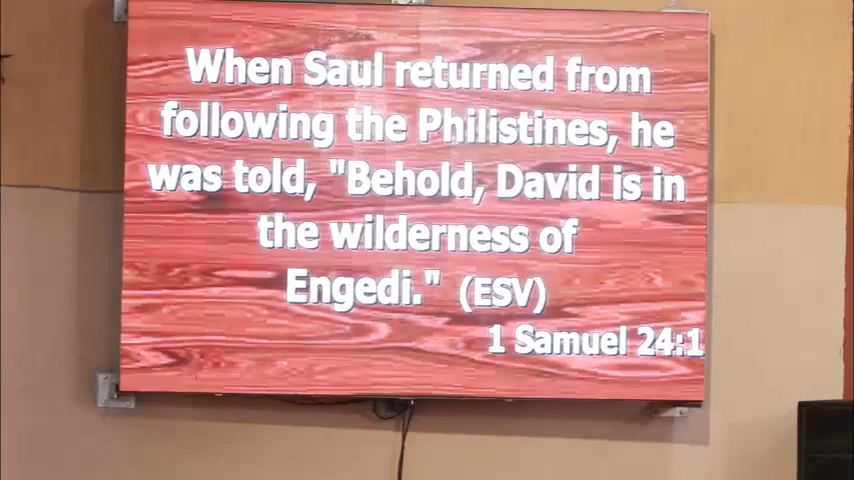 When Saul returned from
following the Philistines, he
was told, "Behold, David is in
the wilderness of
Engedi." (ESV)
1 Samuel 24:1